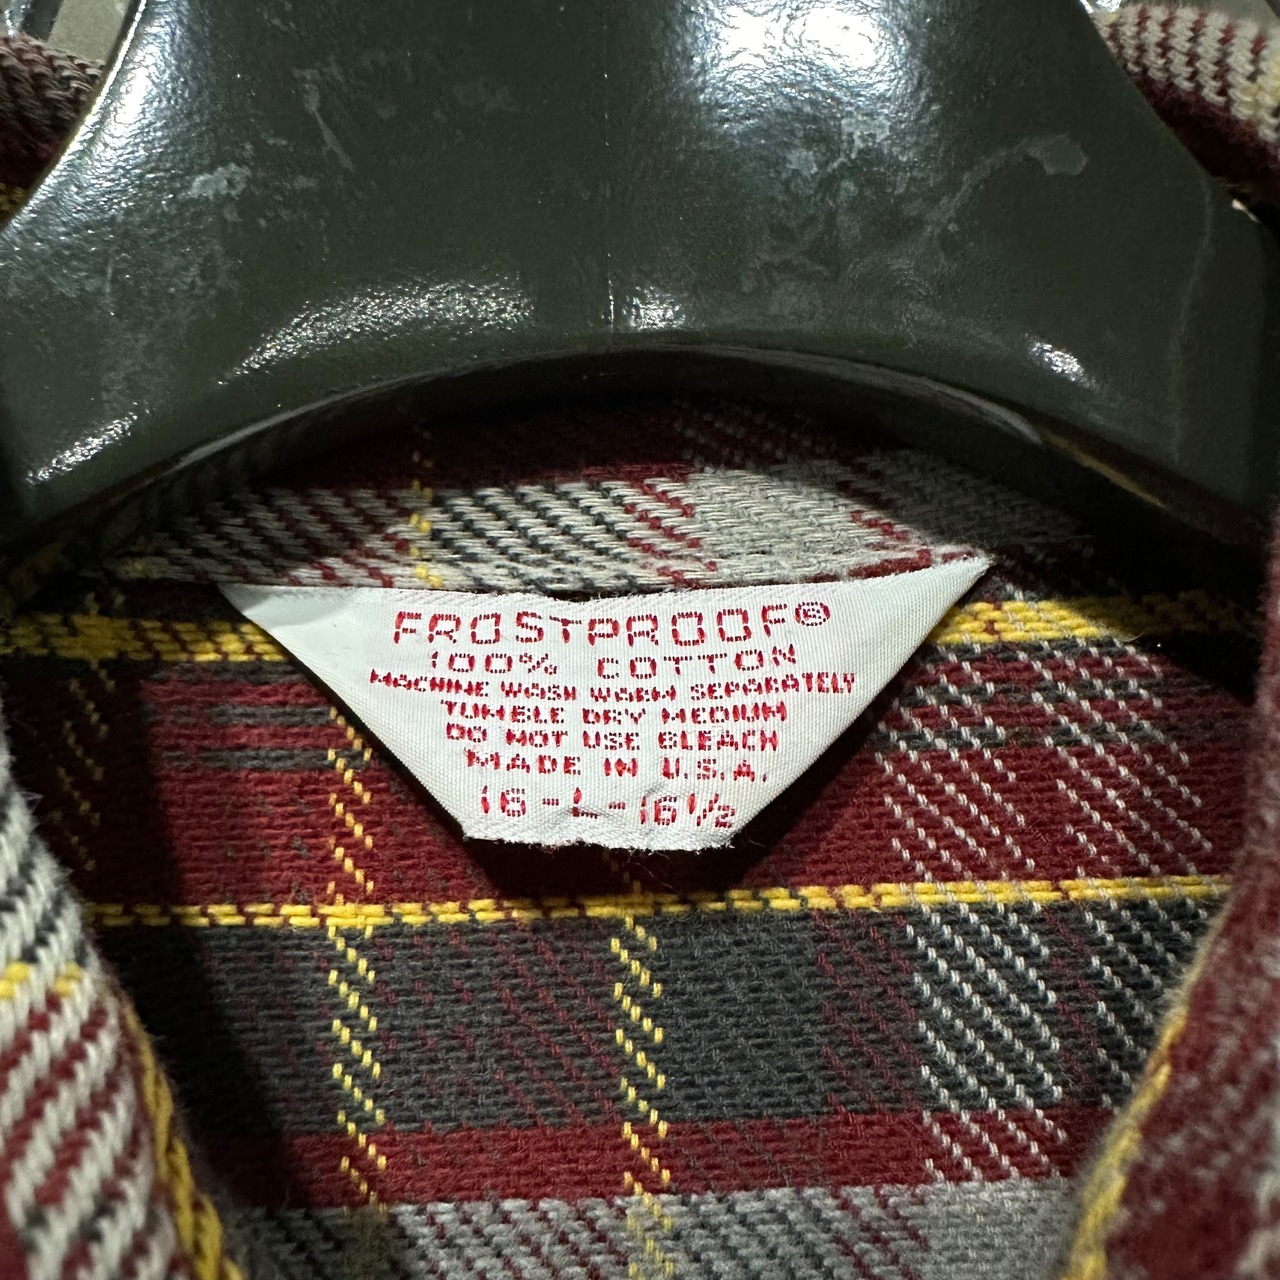 FROSTPROOF®
100% COTTON
MACHINE WASH WARM SEPARATELY
TUMBLE DRY MEDIUM
DO NOT USE BLEACH
MADE IN U.S.A.
16-L-16½